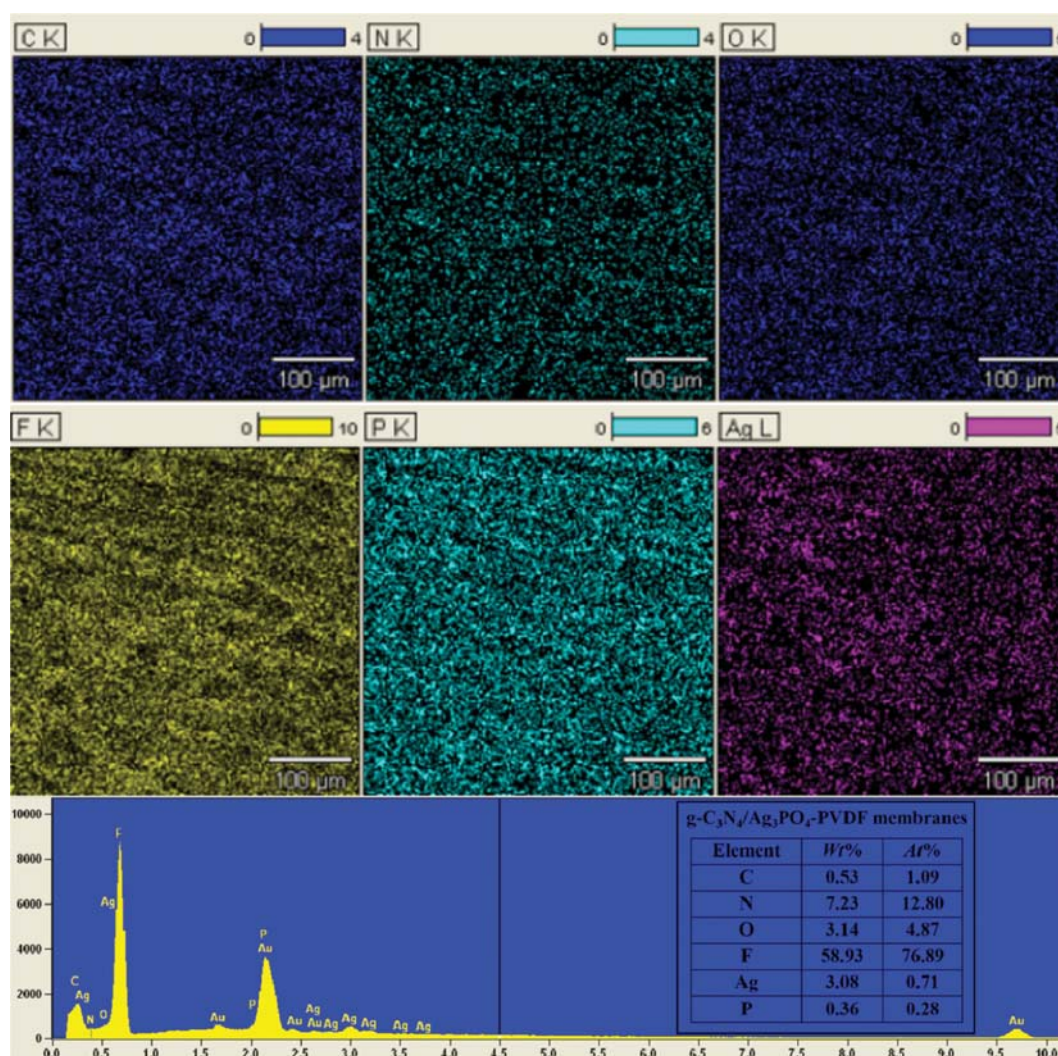 C K 0 4
N K 0 4
O K 0
100 µm
100 µm
100 µm
F K 0 10
P K 0 6
Ag L 0
100 µm
100 µm
100 µm
10000
8000
6000
4000
2000
0
F
Ag
C
Ag
N
O
P
Au
P
Au
Au
Ag
Au
Ag
Ag
Ag
Ag
Ag
Au
g-C₃N₄/Ag₃PO₄-PVDF membranes
Element Wt% At%
C 0.53 1.09
N 7.23 12.80
O 3.14 4.87
F 58.93 76.89
Ag 3.08 0.71
P 0.36 0.28
0.0 0.5 1.0 1.5 2.0 2.5 3.0 3.5 4.0 4.5 5.0 5.5 6.0 6.5 7.0 7.5 8.0 8.5 9.0 9.5 10.0